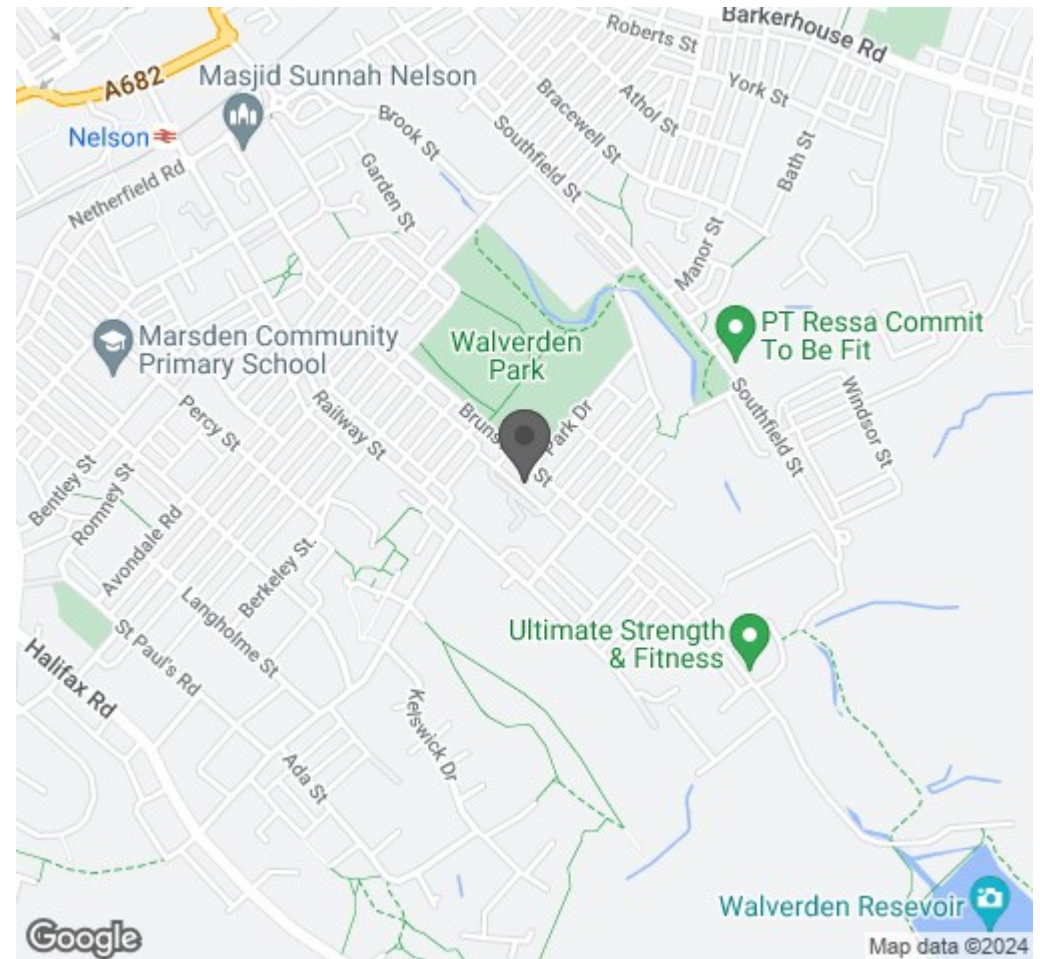 Barkerhouse Rd
Roberts St
A682
Masjid Sunnah Nelson
York St
Athol St
Bracewell St
Nelson
Brook St
Southfield St
Bath St
Garden St
Netherfield Rd
Manor St
PT Ressa Commit
To Be Fit
Marsden Community
Primary School
Walverden
Park
Windsor St
Percy St
Railway St
Park Dr
Southfield St
St
Bentley St
Romney St
Avondale Rd
Berkeley St.
Langholme St
Ultimate Strength
& Fitness
St Paul's Rd
Halifax Rd
Kelswick Dr
Ada St
Walverden Resevoir
Google
Map data ©2024